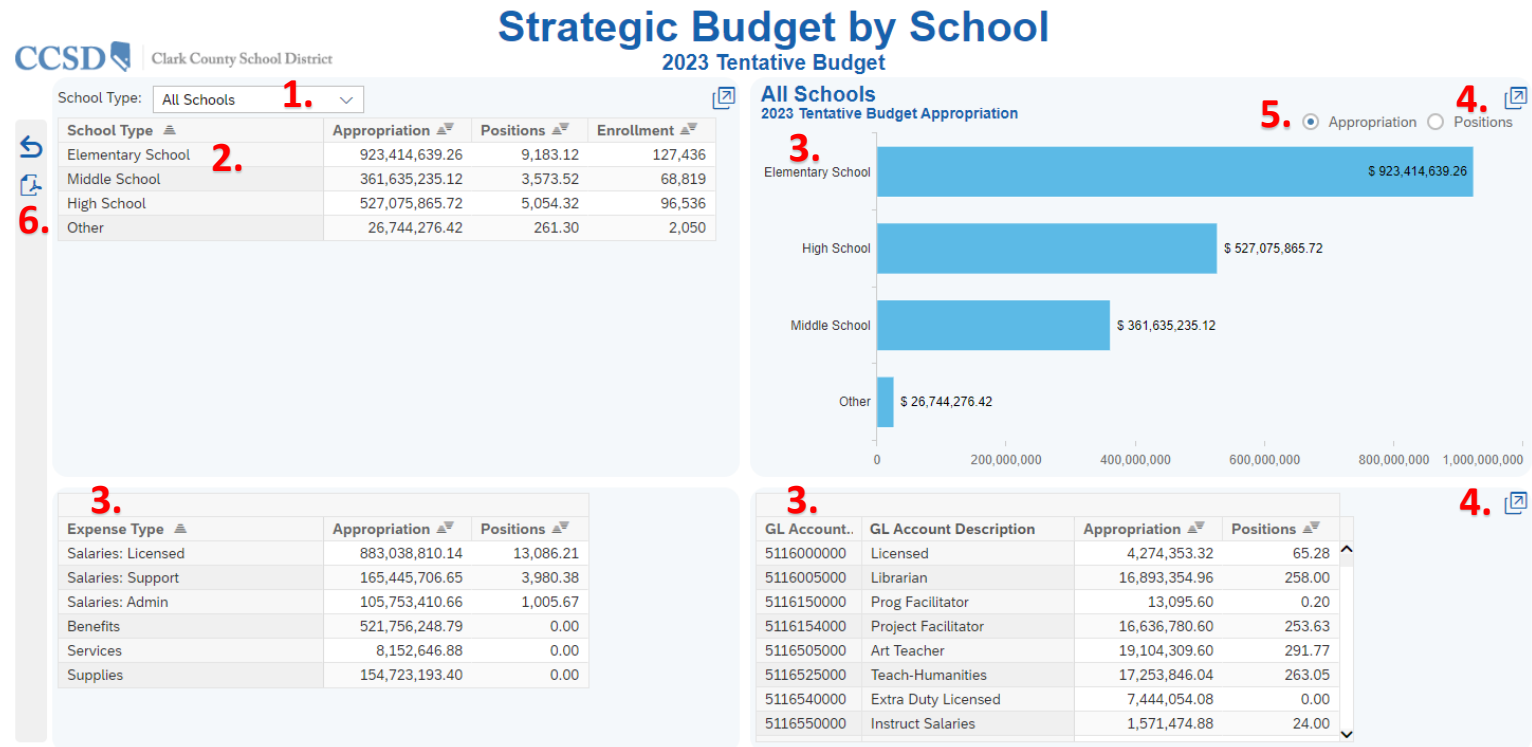 Strategic Budget by School
2023 Tentative Budget
CCSD Clark County School District
School Type: All Schools 1.
School Type Appropriation Positions Enrollment
Elementary School 923,414,639.26 9,183.12 127,436
2.
Middle School 361,635,235.12 3,573.52 68,819
High School 527,075,865.72 5,054.32 96,536
Other 26,744,276.42 261.30 2,050
6.
All Schools
2023 Tentative Budget Appropriation
4.
5. Appropriation Positions
3.
Elementary School $ 923,414,639.26
High School $ 527,075,865.72
Middle School $ 361,635,235.12
Other $ 26,744,276.42
0 200,000,000 400,000,000 600,000,000 800,000,000 1,000,000,000
3.
Expense Type Appropriation Positions
Salaries: Licensed 883,038,810.14 13,086.21
Salaries: Support 165,445,706.65 3,980.38
Salaries: Admin 105,753,410.66 1,005.67
Benefits 521,756,248.79 0.00
Services 8,152,646.88 0.00
Supplies 154,723,193.40 0.00
3.
4.
GL Account.. GL Account Description Appropriation Positions
5116000000 Licensed 4,274,353.32 65.28
5116005000 Librarian 16,893,354.96 258.00
5116150000 Prog Facilitator 13,095.60 0.20
5116154000 Project Facilitator 16,636,780.60 253.63
5116505000 Art Teacher 19,104,309.60 291.77
5116525000 Teach-Humanities 17,253,846.04 263.05
5116540000 Extra Duty Licensed 7,444,054.08 0.00
5116550000 Instruct Salaries 1,571,474.88 24.00